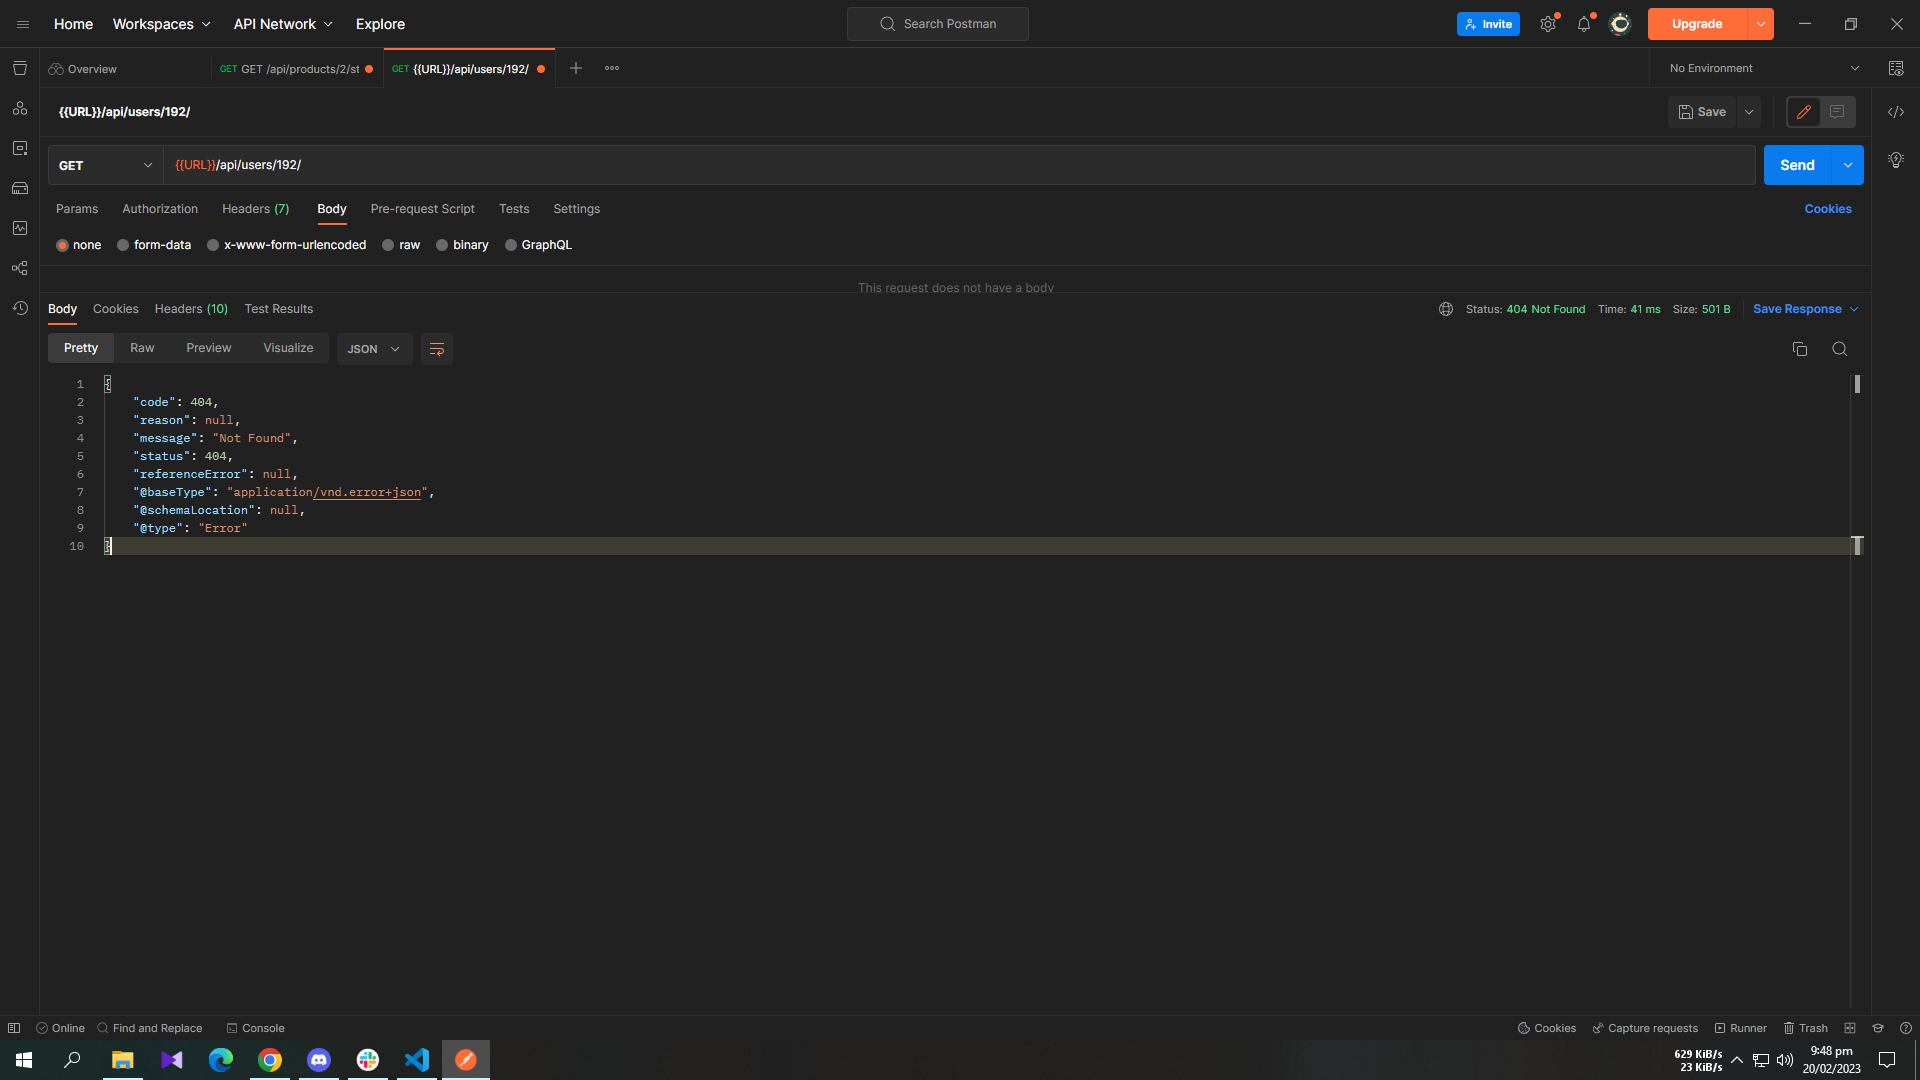 Home Workspaces API Network Explore Search Postman Invite Upgrade
Overview GET GET /api/products/2/st GET {{URL}}/api/users/192/ No Environment
{{URL}}/api/users/192/ Save
GET {{URL}}/api/users/192/ Send
Params Authorization Headers (7) Body Pre-request Script Tests Settings Cookies
none form-data x-www-form-urlencoded raw binary GraphQL
This request does not have a body
Body Cookies Headers (10) Test Results Status: 404 Not Found Time: 41 ms Size: 501 B Save Response
Pretty Raw Preview Visualize JSON
1 {
2 "code": 404,
3 "reason": null,
4 "message": "Not Found",
5 "status": 404,
6 "referenceError": null,
7 "@baseType": "application/vnd.error+json",
8 "@schemaLocation": null,
9 "@type": "Error"
10 }
Online Find and Replace Console Cookies Capture requests Runner Trash
629 KiB/s 9:48 pm
23 KiB/s 20/02/2023